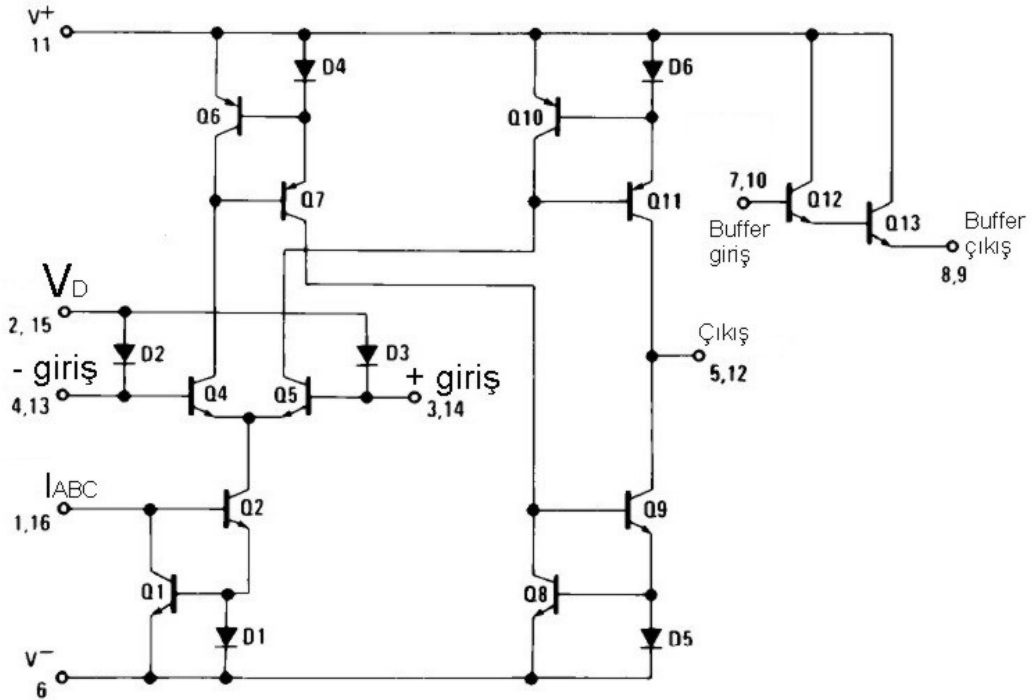 V+
11
D4
D6
Q6
Q10
7,10
Q7
Q11
Q12
Buffer
giriş
Q13
Buffer
çıkış
8,9
VD
2, 15
D2
D3
Çıkış
5,12
- giriş
4,13
Q4
Q5
+ giriş
3,14
IABC
1,16
Q2
Q9
Q1
Q8
D1
D5
V−
6